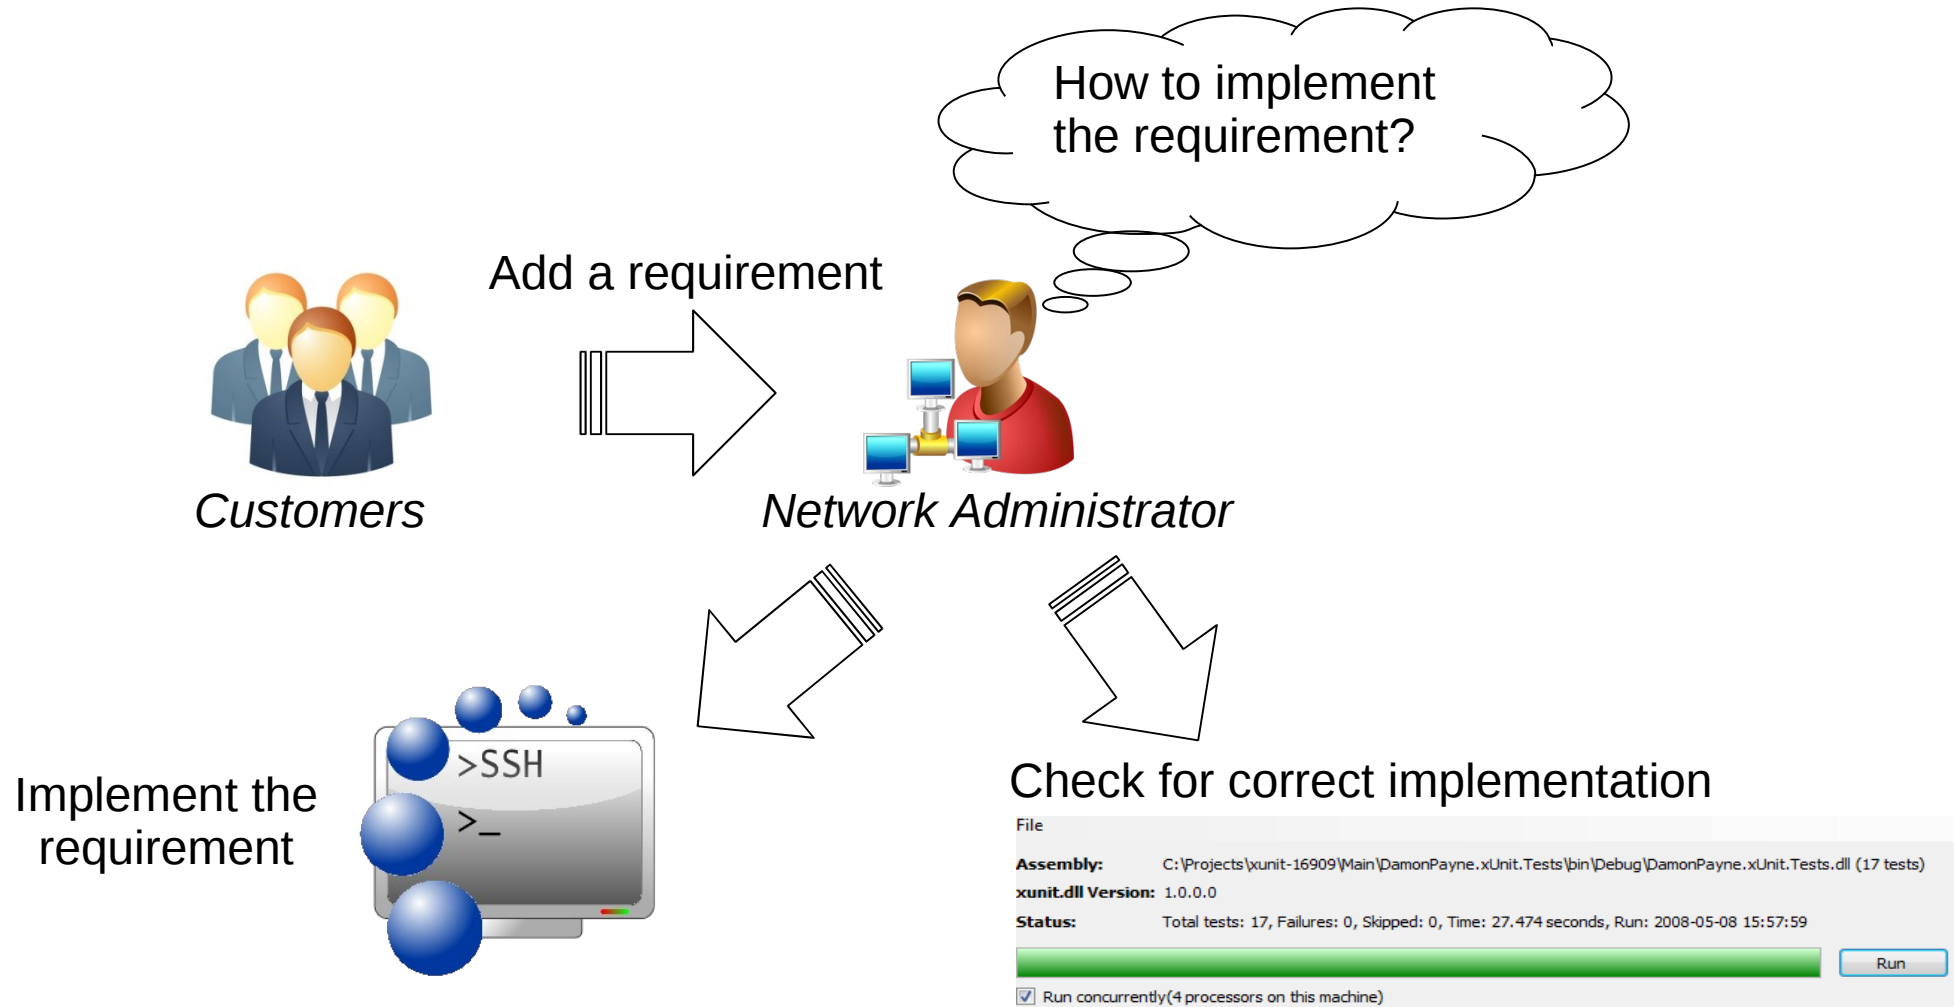 How to implement
the requirement?
Add a requirement
Customers
Network Administrator
>SSH
>_
Implement the
requirement
Check for correct implementation
File
Assembly: C:\Projects\xunit-16909\Main\DamonPayne.xUnit.Tests\bin\Debug\DamonPayne.xUnit.Tests.dll (17 tests)
xunit.dll Version: 1.0.0.0
Status: Total tests: 17, Failures: 0, Skipped: 0, Time: 27.474 seconds, Run: 2008-05-08 15:57:59
Run
Run concurrently(4 processors on this machine)